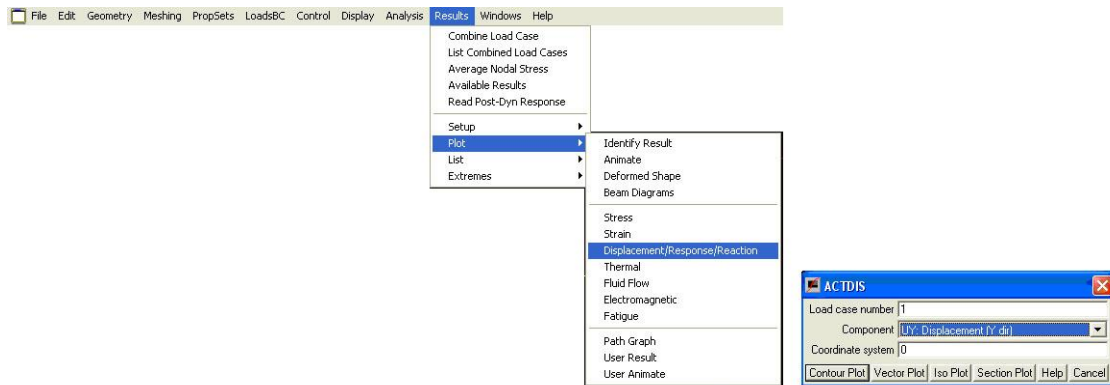 File Edit Geometry Meshing PropSets LoadsBC Control Display Analysis Results Windows Help
Combine Load Case
List Combined Load Cases
Average Nodal Stress
Available Results
Read Post-Dyn Response
Setup
Plot
List
Extremes
Identify Result
Animate
Deformed Shape
Beam Diagrams
Stress
Strain
Displacement/Response/Reaction
Thermal
Fluid Flow
Electromagnetic
Fatigue
Path Graph
User Result
User Animate
ACTDIS
Load case number 1
Component UY: Displacement (Y dir)
Coordinate system 0
Contour Plot Vector Plot Iso Plot Section Plot Help Cancel